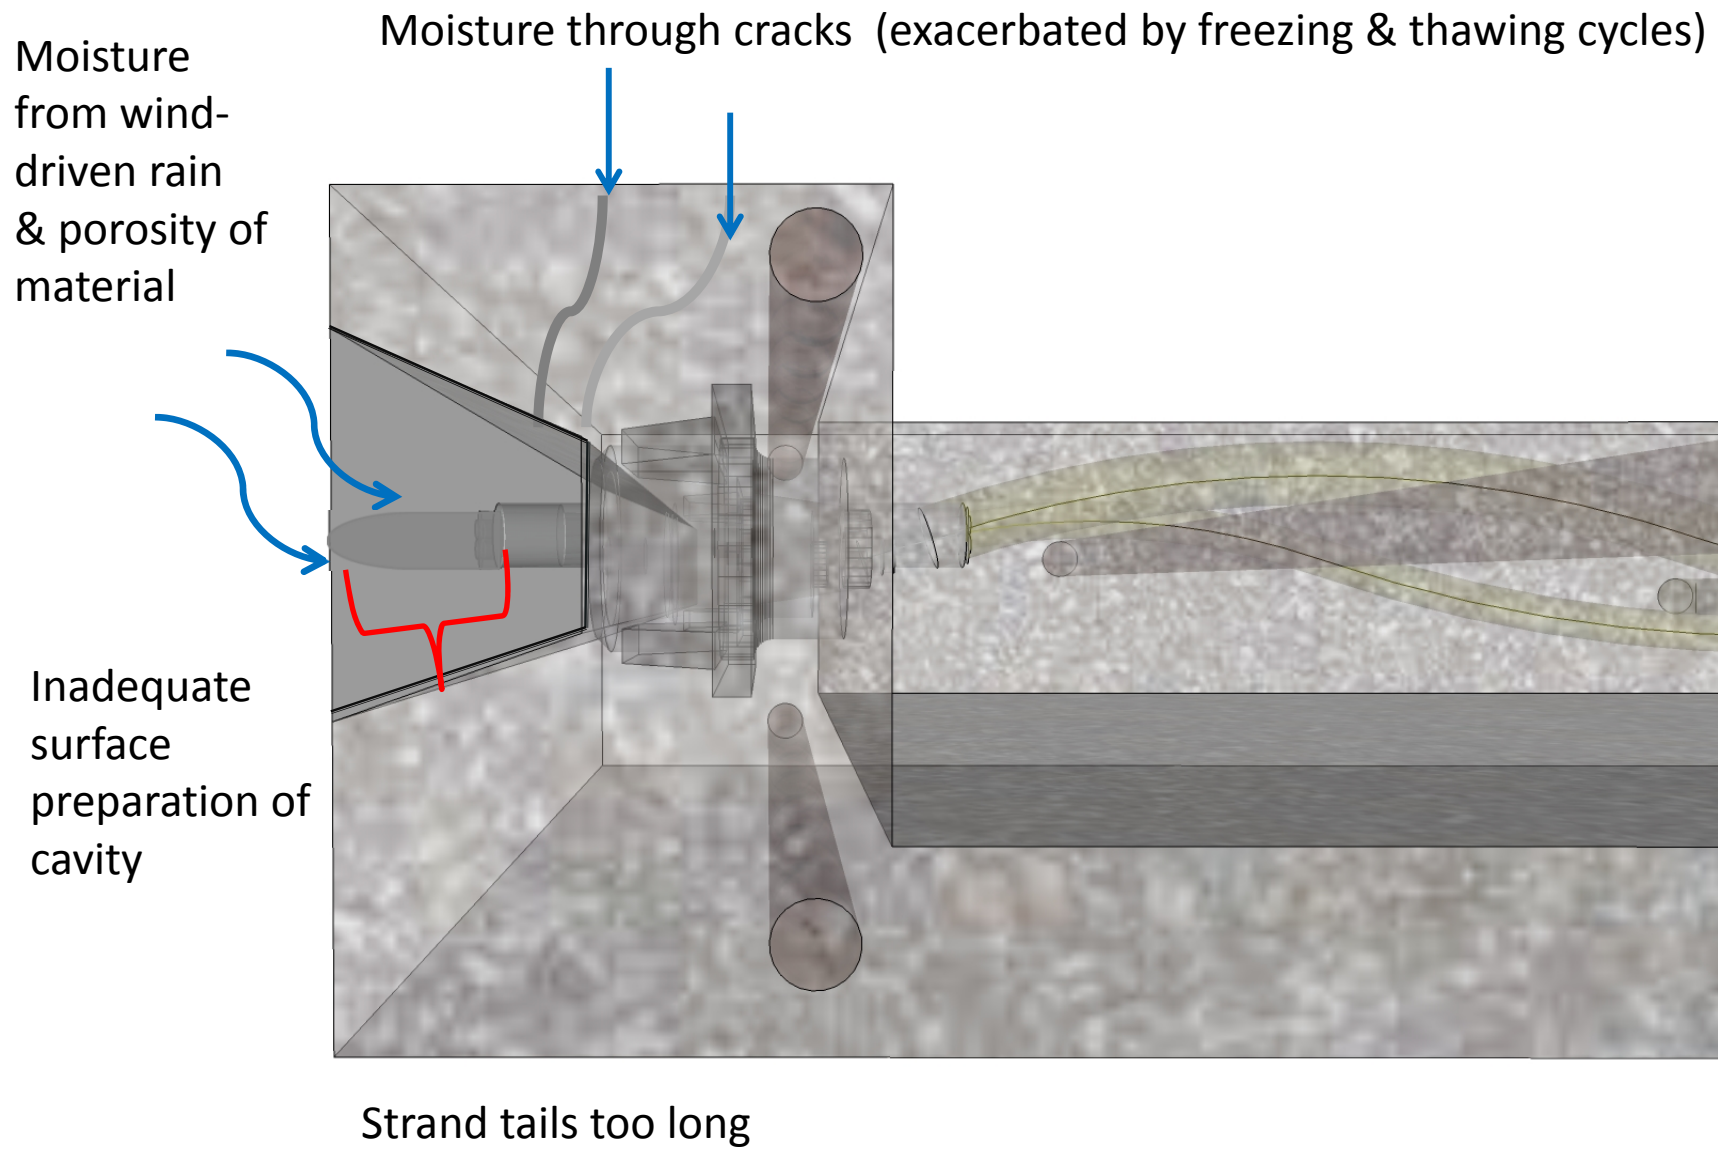 Moisture through cracks  (exacerbated by freezing & thawing cycles)
Moisture
from wind-
driven rain
& porosity of
material
Inadequate
surface
preparation of
cavity
Strand tails too long